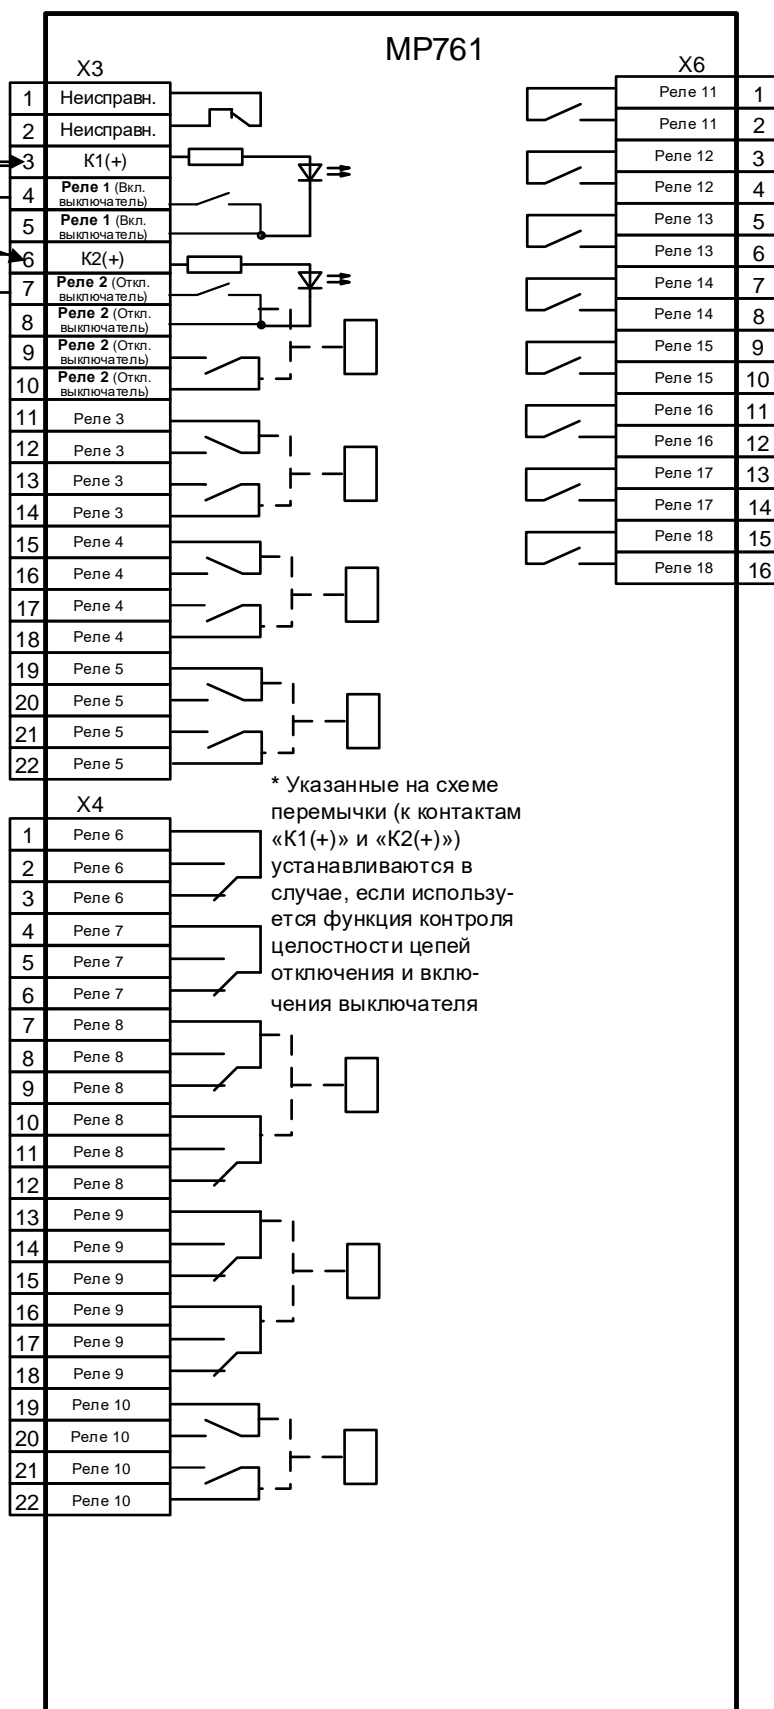 МР761
X3
1 Неисправн.
2 Неисправн.
3 К1(+)
4 Реле 1 (Вкл.
выключатель)
5 Реле 1 (Вкл.
выключатель)
6 К2(+)
7 Реле 2 (Откл.
выключатель)
8 Реле 2 (Откл.
выключатель)
9 Реле 2 (Откл.
выключатель)
10 Реле 2 (Откл.
выключатель)
11 Реле 3
12 Реле 3
13 Реле 3
14 Реле 3
15 Реле 4
16 Реле 4
17 Реле 4
18 Реле 4
19 Реле 5
20 Реле 5
21 Реле 5
22 Реле 5
X6
Реле 11 1
Реле 11 2
Реле 12 3
Реле 12 4
Реле 13 5
Реле 13 6
Реле 14 7
Реле 14 8
Реле 15 9
Реле 15 10
Реле 16 11
Реле 16 12
Реле 17 13
Реле 17 14
Реле 18 15
Реле 18 16
* Указанные на схеме
перемычки (к контактам
«К1(+)» и «К2(+)»)
устанавливаются в
случае, если использу-
ется функция контроля
целостности цепей
отключения и вклю-
чения выключателя
X4
1 Реле 6
2 Реле 6
3 Реле 6
4 Реле 7
5 Реле 7
6 Реле 7
7 Реле 8
8 Реле 8
9 Реле 8
10 Реле 8
11 Реле 8
12 Реле 8
13 Реле 9
14 Реле 9
15 Реле 9
16 Реле 9
17 Реле 9
18 Реле 9
19 Реле 10
20 Реле 10
21 Реле 10
22 Реле 10